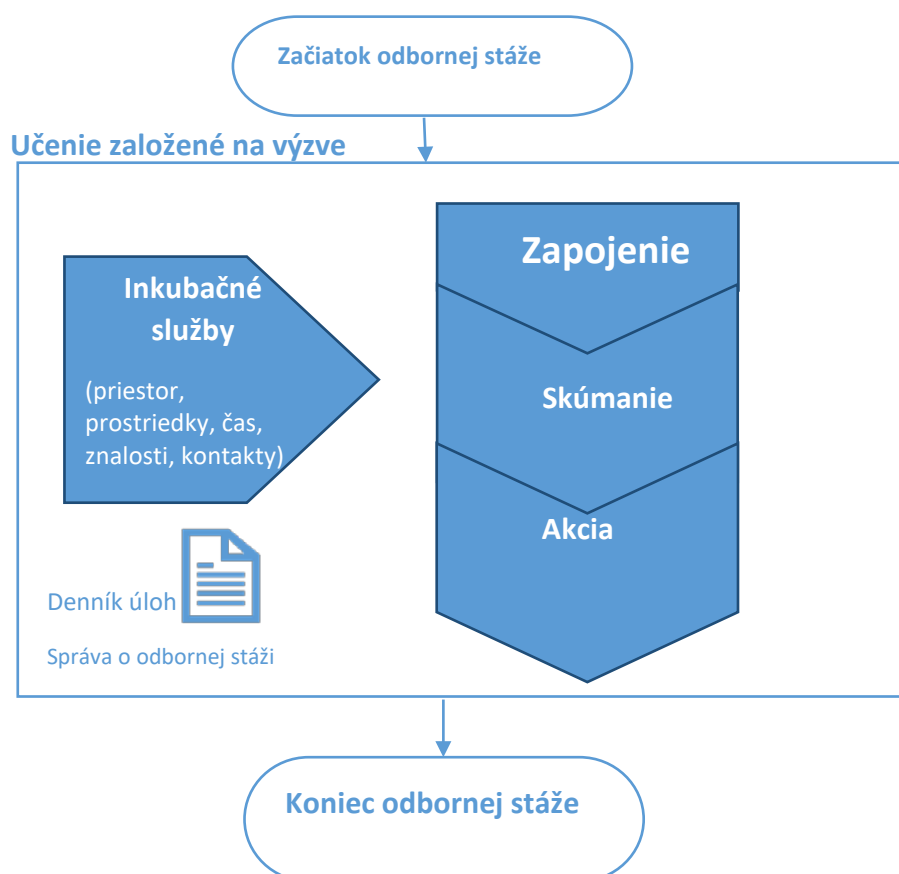 Začiatok odbornej stáže
Učenie založené na výzve
Inkubačné
služby
(priestor,
prostriedky, čas,
znalosti, kontakty)
Zapojenie
Skúmanie
Akcia
Denník úloh
Správa o odbornej stáži
Koniec odbornej stáže